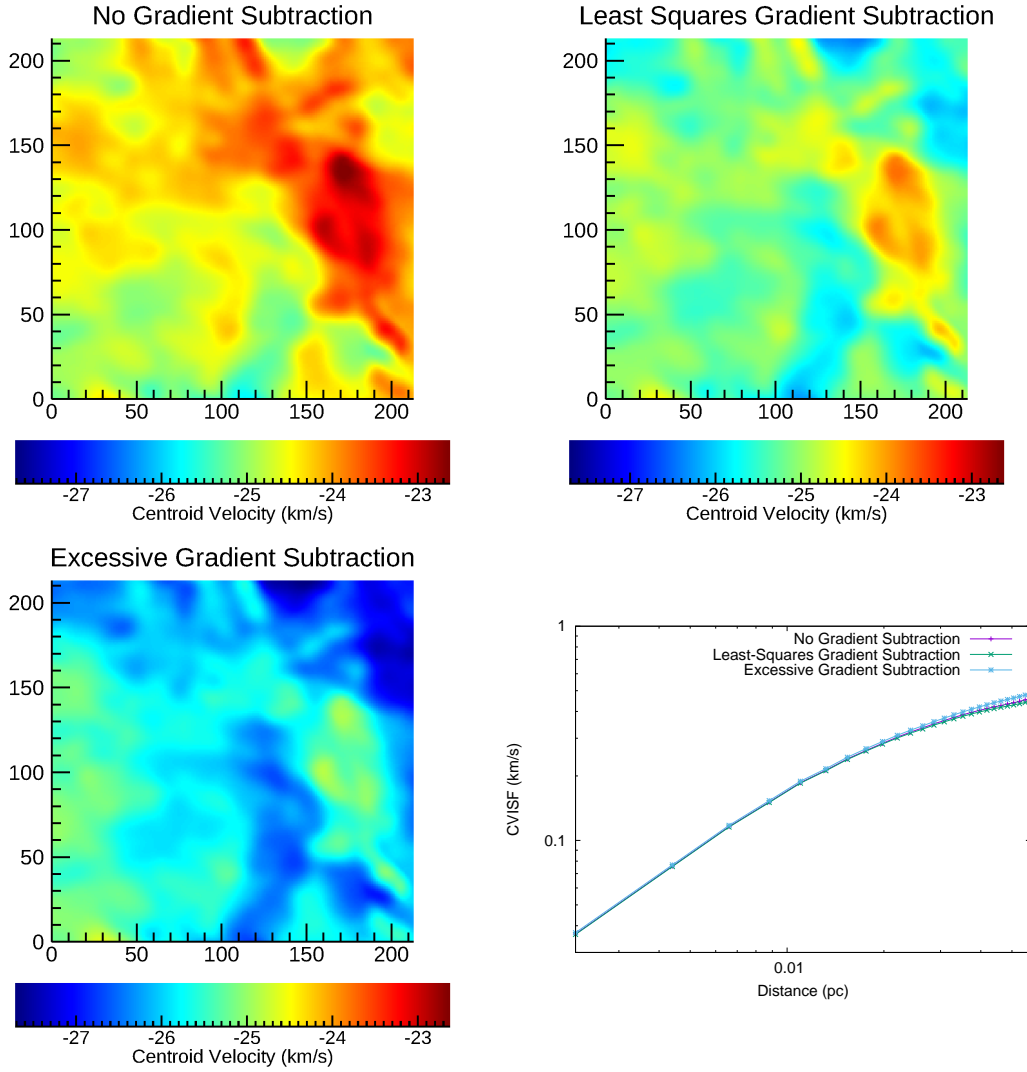 No Gradient Subtraction
200
150
100
50
0
0 50 100 150 200
-27 -26 -25 -24 -23
Centroid Velocity (km/s)
Least Squares Gradient Subtraction
200
150
100
50
0
0 50 100 150 200
-27 -26 -25 -24 -23
Centroid Velocity (km/s)
Excessive Gradient Subtraction
200
150
100
50
0
0 50 100 150 200
-27 -26 -25 -24 -23
Centroid Velocity (km/s)
1
No Gradient Subtraction
Least-Squares Gradient Subtraction
Excessive Gradient Subtraction
CVISF (km/s)
0.1
0.01
Distance (pc)